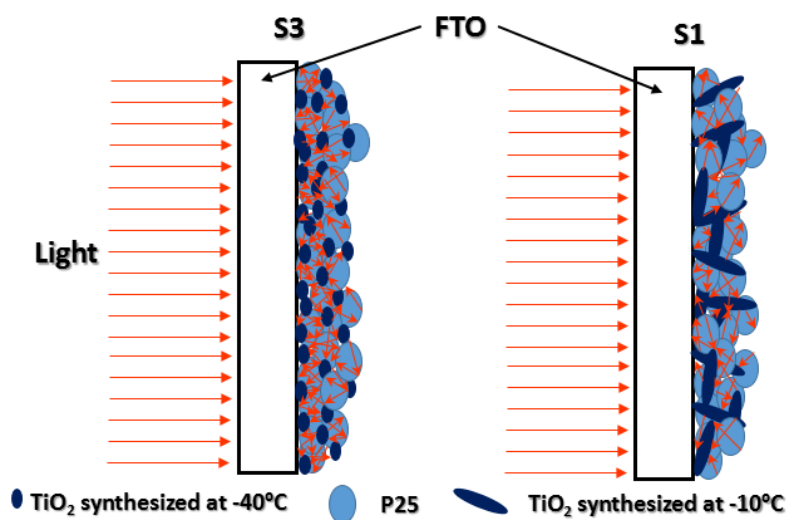 S3
FTO
S1
Light
TiO₂ synthesized at -40ºC
P25
TiO₂ synthesized at -10ºC